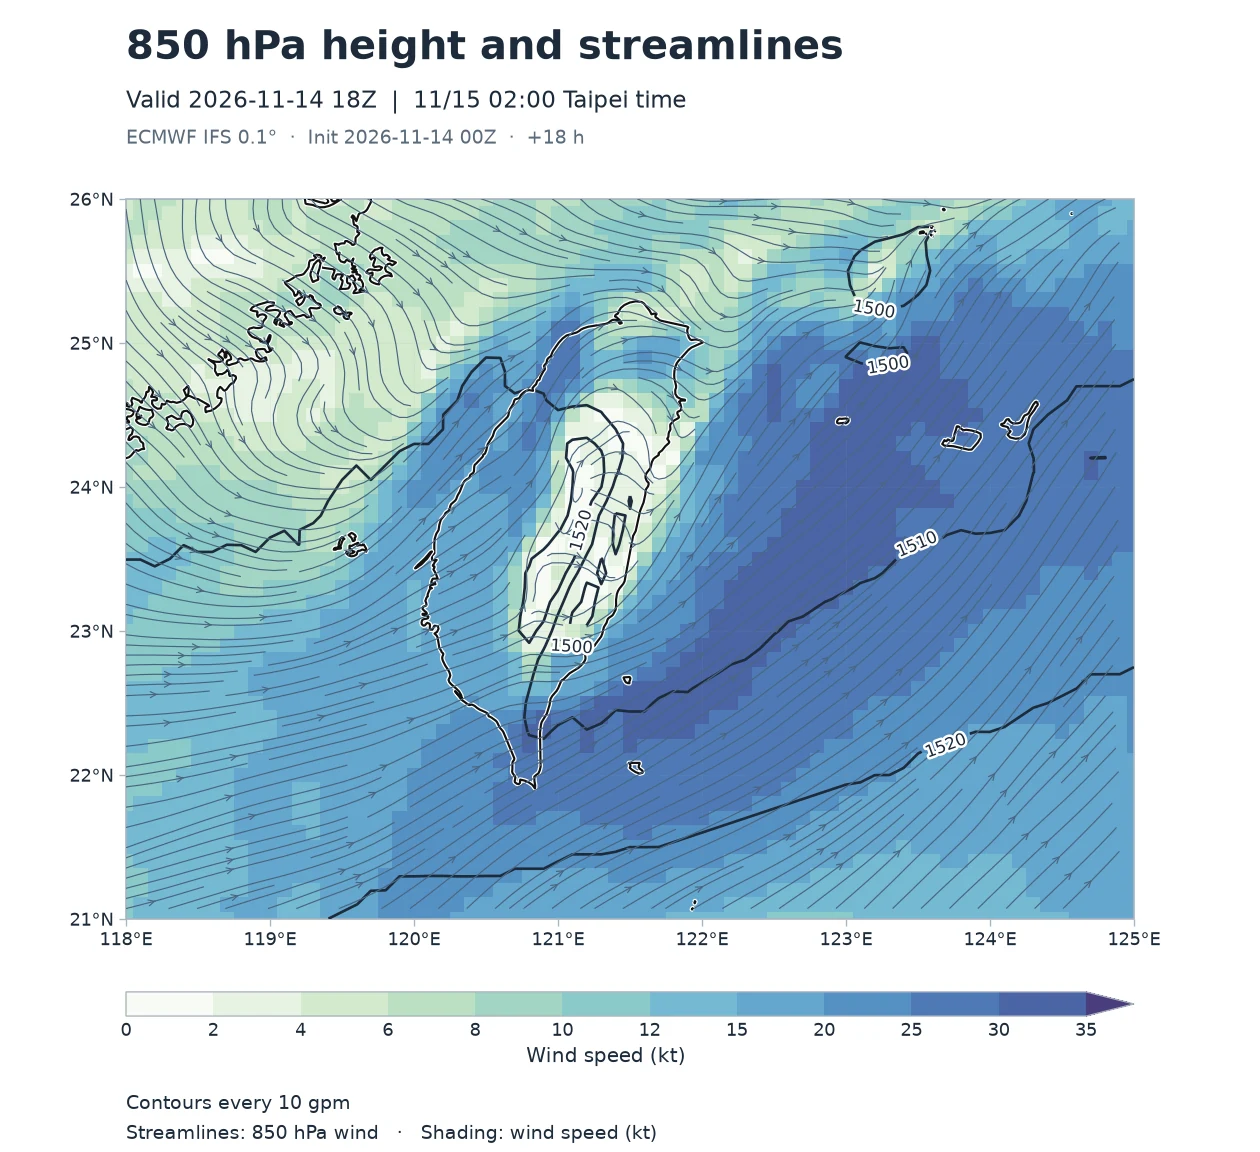 850 hPa height and streamlines
Valid 2026-11-14 18Z | 11/15 02:00 Taipei time
ECMWF IFS 0.1° · Init 2026-11-14 00Z · +18 h
26°N
25°N
24°N
23°N
22°N
21°N
1500
1500
1520
1510
1500
1520
118°E 119°E 120°E 121°E 122°E 123°E 124°E 125°E
0 2 4 6 8 10 12 15 20 25 30 35
Wind speed (kt)
Contours every 10 gpm
Streamlines: 850 hPa wind · Shading: wind speed (kt)